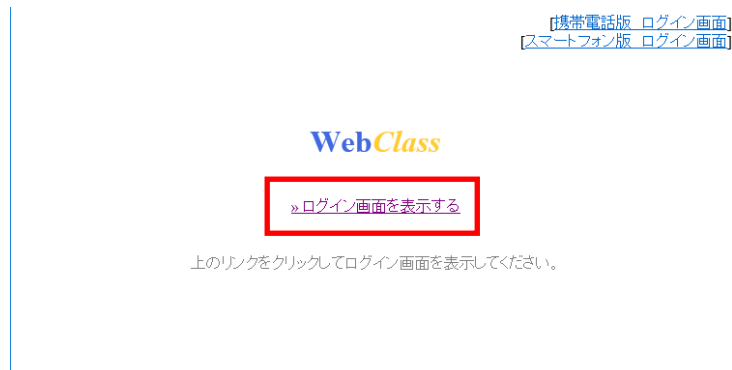 [携帯電話版 ログイン画面]
[スマートフォン版 ログイン画面]
WebClass
» ログイン画面を表示する
上のリンクをクリックしてログイン画面を表示してください。